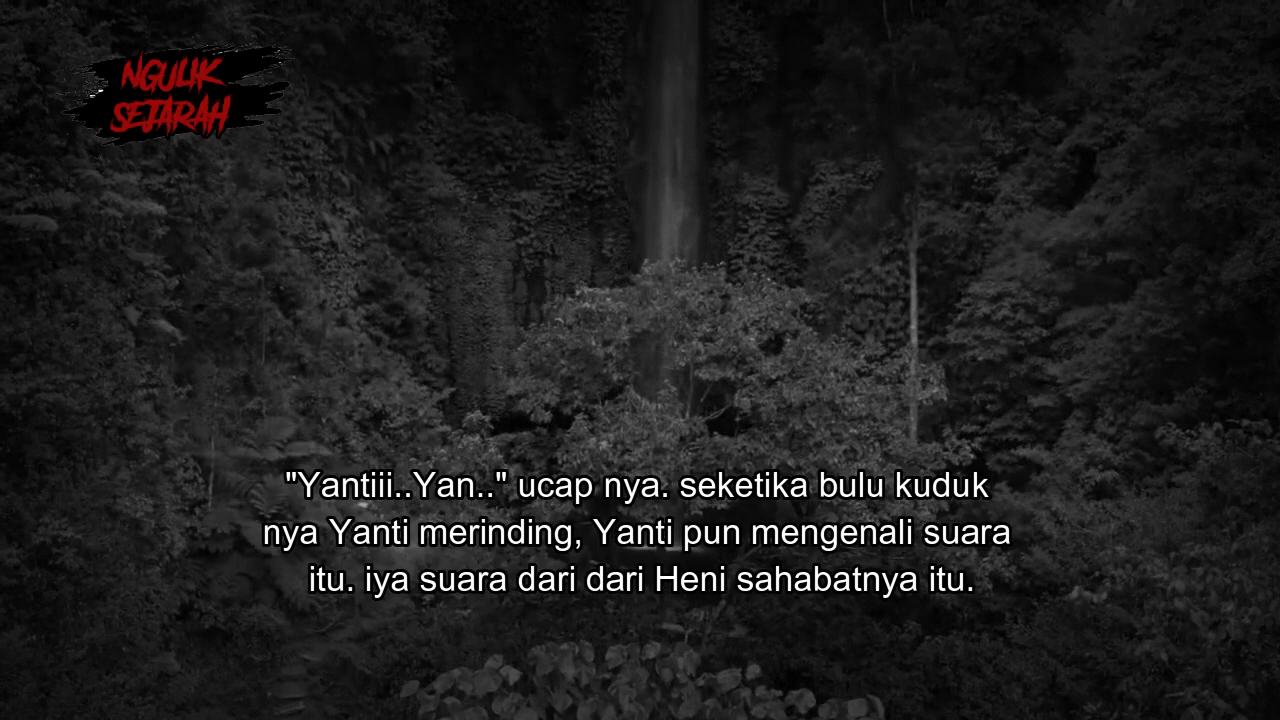 NGULIK
SEJARAH
"Yantiii..Yan.." ucap nya. seketika bulu kuduk
nya Yanti merinding, Yanti pun mengenali suara
itu. iya suara dari dari Heni sahabatnya itu.